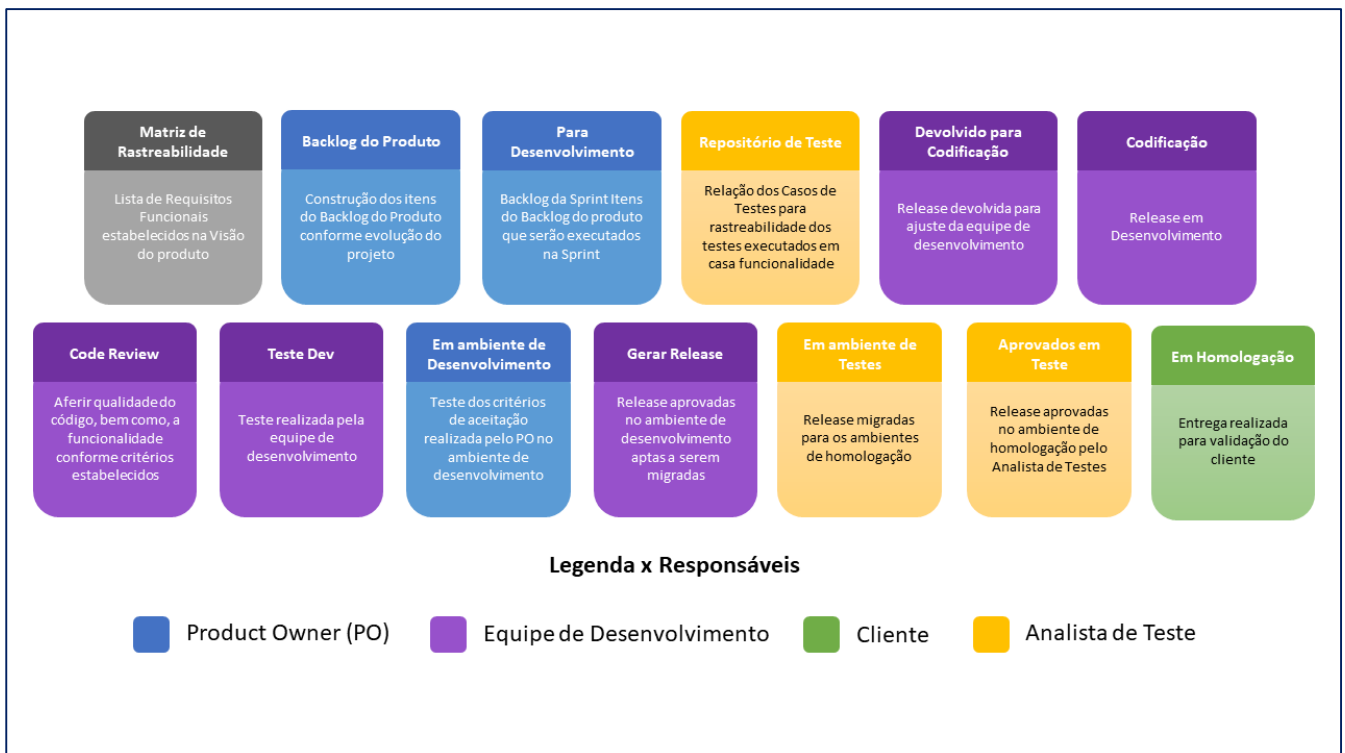 Matriz de
Rastreabilidade
Lista de Requisitos
Funcionais
estabelecidos na Visão
do produto
Backlog do Produto
Construção dos itens
do Backlog do Produto
conforme evolução do
projeto
Para
Desenvolvimento
Backlog da Sprint Itens
do Backlog do produto
que serão executados
na Sprint
Repositório de Teste
Relação dos Casos de
Testes para
rastreabilidade dos
testes executados em
casa funcionalidade
Devolvido para
Codificação
Release devolvida para
ajuste da equipe de
desenvolvimento
Codificação
Release em
Desenvolvimento
Code Review
Aferir qualidade do
código, bem como, a
funcionalidade
conforme critérios
estabelecidos
Teste Dev
Teste realizada pela
equipe de
desenvolvimento
Em ambiente de
Desenvolvimento
Teste dos critérios
de aceitação
realizada pelo PO no
ambiente de
desenvolvimento
Gerar Release
Release aprovadas
no ambiente de
desenvolvimento
aptas a serem
migradas
Em ambiente de
Testes
Release migradas
para os ambientes
de homologação
Aprovados em
Teste
Release aprovadas
no ambiente de
homologação pelo
Analista de Testes
Em Homologação
Entrega realizada
para validação do
cliente
Legenda x Responsáveis
Product Owner (PO)
Equipe de Desenvolvimento
Cliente
Analista de Teste